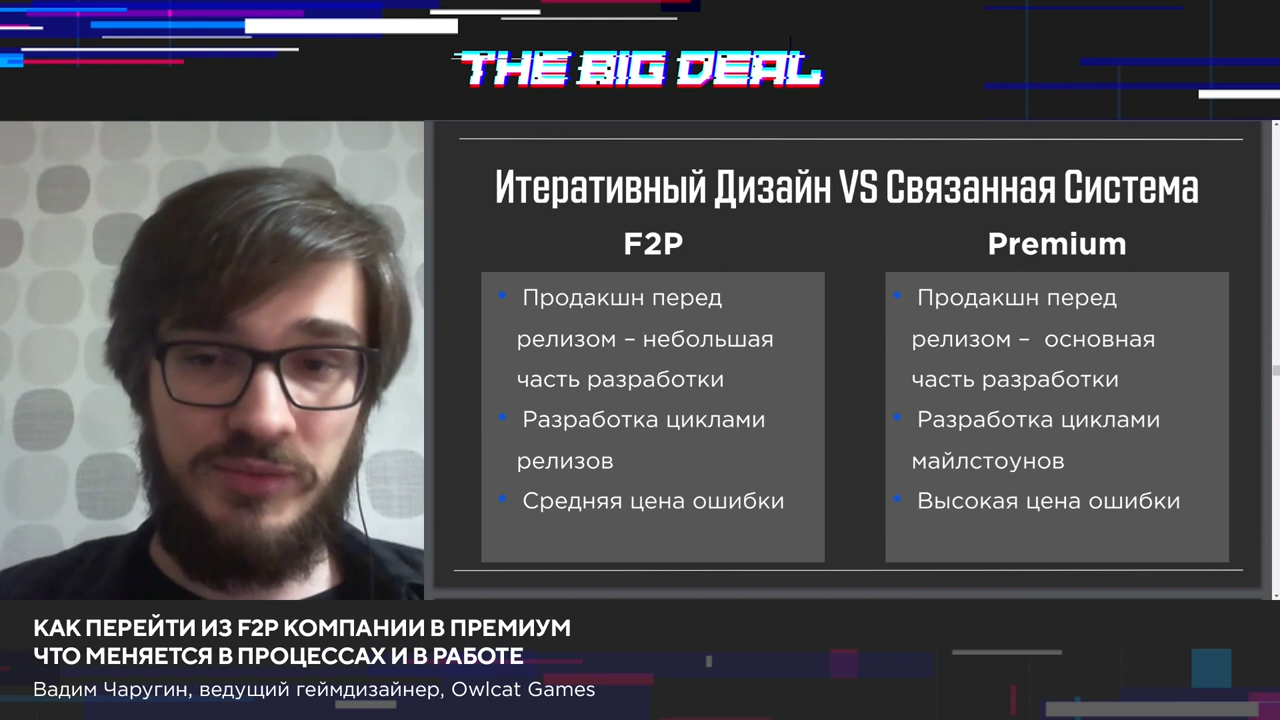 THE BIG DEAL
Итеративный Дизайн VS Связанная Система
F2P
Продакшн перед
релизом – небольшая
часть разработки
Разработка циклами
релизов
Средняя цена ошибки
Premium
Продакшн перед
релизом – основная
часть разработки
Разработка циклами
майлстоунов
Высокая цена ошибки
КАК ПЕРЕЙТИ ИЗ F2P КОМПАНИИ В ПРЕМИУМ
ЧТО МЕНЯЕТСЯ В ПРОЦЕССАХ И В РАБОТЕ
Вадим Чаругин, ведущий геймдизайнер, Owlcat Games